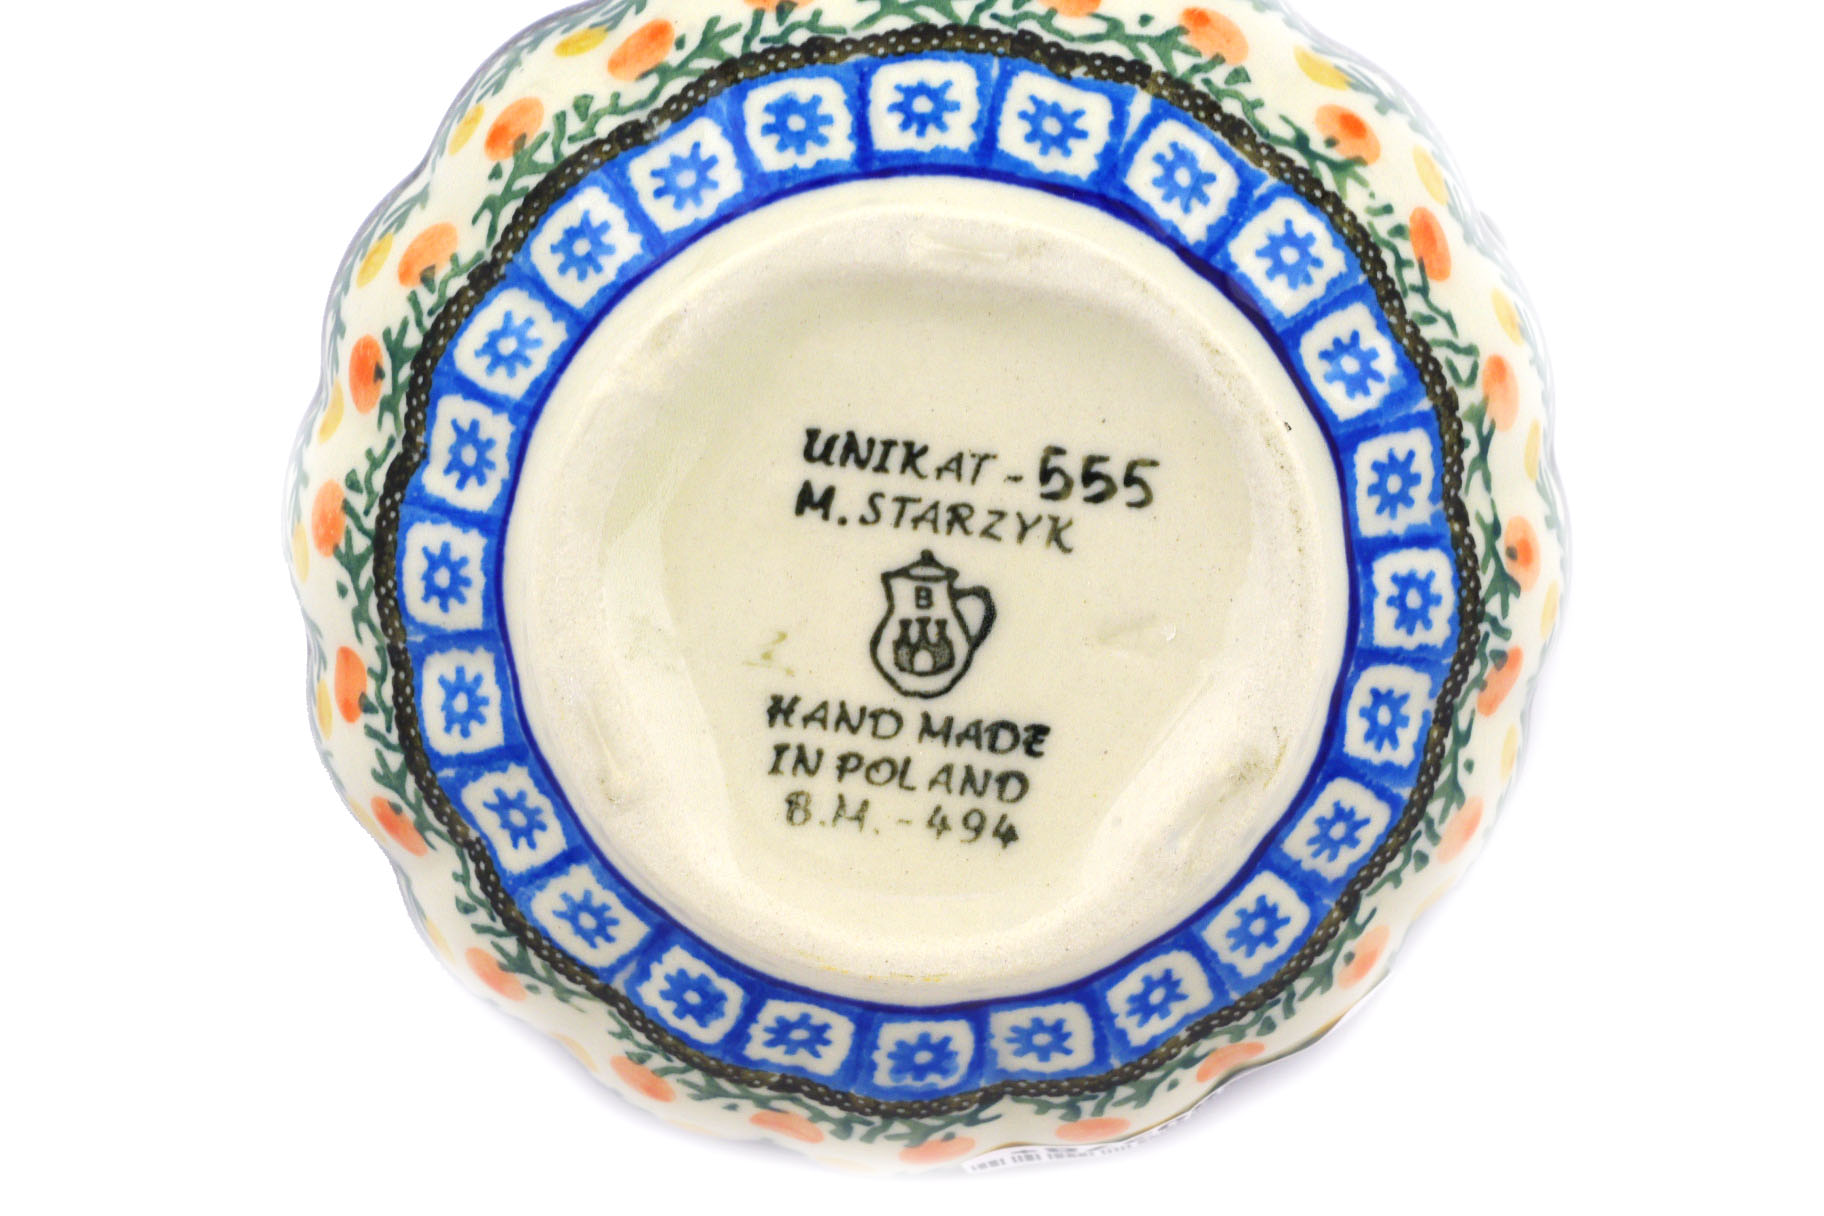 UNIKAT - 555
M. STARZYK
B
HAND MADE
IN POLAND
B.M. - 494